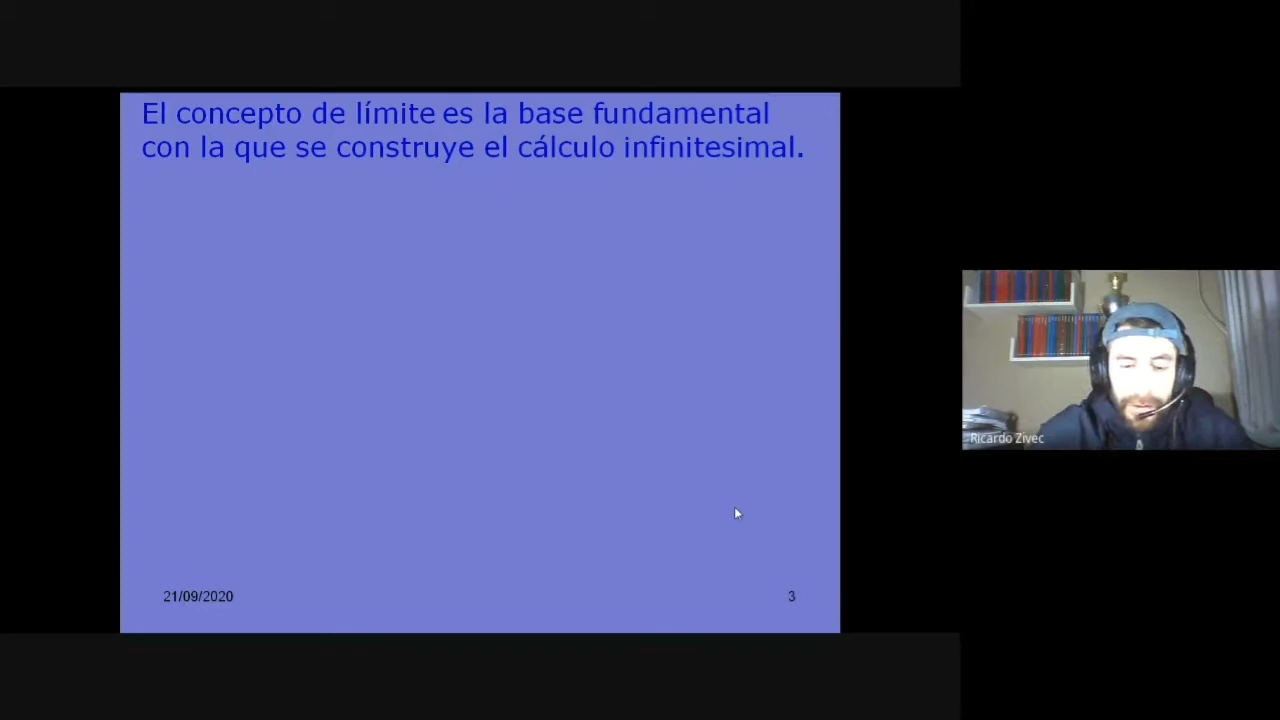 El concepto de límite es la base fundamental
con la que se construye el cálculo infinitesimal.
21/09/2020
3
Ricardo Zivec